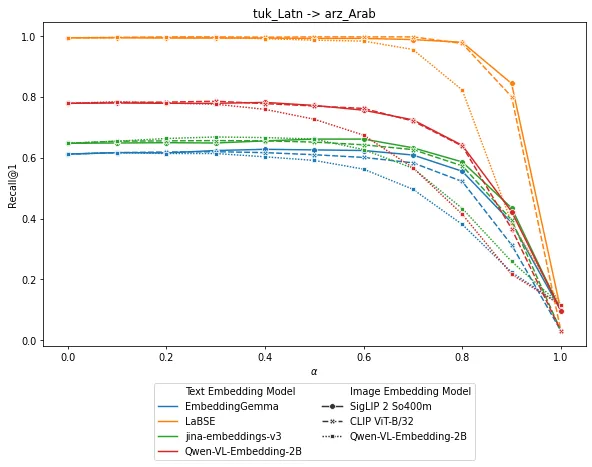 tuk_Latn -> arz_Arab
1.0
0.8
0.6
0.4
0.2
0.0
Recall@1
0.0 0.2 0.4 0.6 0.8 1.0
α
Text Embedding Model Image Embedding Model
EmbeddingGemma SigLIP 2 So400m
LaBSE CLIP ViT-B/32
jina-embeddings-v3 Qwen-VL-Embedding-2B
Qwen-VL-Embedding-2B